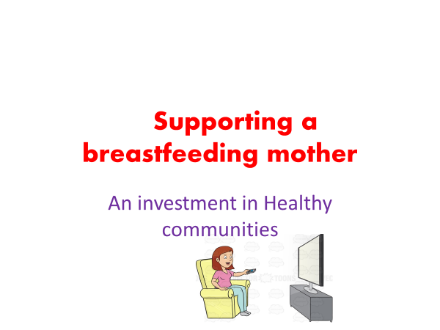 Supporting a
breastfeeding mother
An investment in Healthy
communities